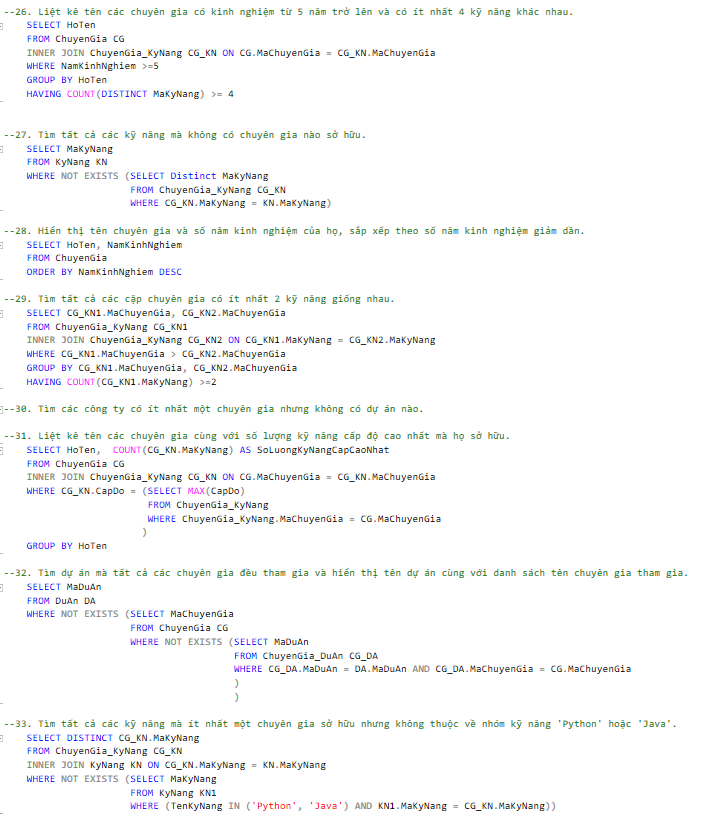 --26. Liệt kê tên các chuyên gia có kinh nghiệm từ 5 năm trở lên và có ít nhất 4 kỹ năng khác nhau.
SELECT HoTen
FROM ChuyenGia CG
INNER JOIN ChuyenGia_KyNang CG_KN ON CG.MaChuyenGia = CG_KN.MaChuyenGia
WHERE NamKinhNghiem >=5
GROUP BY HoTen
HAVING COUNT(DISTINCT MaKyNang) >= 4
--27. Tìm tất cả các kỹ năng mà không có chuyên gia nào sở hữu.
SELECT MaKyNang
FROM KyNang KN
WHERE NOT EXISTS (SELECT Distinct MaKyNang
FROM ChuyenGia_KyNang CG_KN
WHERE CG_KN.MaKyNang = KN.MaKyNang)
--28. Hiển thị tên chuyên gia và số năm kinh nghiệm của họ, sắp xếp theo số năm kinh nghiệm giảm dần.
SELECT HoTen, NamKinhNghiem
FROM ChuyenGia
ORDER BY NamKinhNghiem DESC
--29. Tìm tất cả các cặp chuyên gia có ít nhất 2 kỹ năng giống nhau.
SELECT CG_KN1.MaChuyenGia, CG_KN2.MaChuyenGia
FROM ChuyenGia_KyNang CG_KN1
INNER JOIN ChuyenGia_KyNang CG_KN2 ON CG_KN1.MaKyNang = CG_KN2.MaKyNang
WHERE CG_KN1.MaChuyenGia > CG_KN2.MaChuyenGia
GROUP BY CG_KN1.MaChuyenGia, CG_KN2.MaChuyenGia
HAVING COUNT(CG_KN1.MaKyNang) >=2
--30. Tìm các công ty có ít nhất một chuyên gia nhưng không có dự án nào.
--31. Liệt kê tên các chuyên gia cùng với số lượng kỹ năng cấp độ cao nhất mà họ sở hữu.
SELECT HoTen,  COUNT(CG_KN.MaKyNang) AS SoLuongKyNangCapCaoNhat
FROM ChuyenGia CG
INNER JOIN ChuyenGia_KyNang CG_KN ON CG.MaChuyenGia = CG_KN.MaChuyenGia
WHERE CG_KN.CapDo = (SELECT MAX(CapDo)
FROM ChuyenGia_KyNang
WHERE ChuyenGia_KyNang.MaChuyenGia = CG.MaChuyenGia
)
GROUP BY HoTen
--32. Tìm dự án mà tất cả các chuyên gia đều tham gia và hiển thị tên dự án cùng với danh sách tên chuyên gia tham gia.
SELECT MaDuAn
FROM DuAn DA
WHERE NOT EXISTS (SELECT MaChuyenGia
FROM ChuyenGia CG
WHERE NOT EXISTS (SELECT MaDuAn
FROM ChuyenGia_DuAn CG_DA
WHERE CG_DA.MaDuAn = DA.MaDuAn AND CG_DA.MaChuyenGia = CG.MaChuyenGia
)
)
--33. Tìm tất cả các kỹ năng mà ít nhất một chuyên gia sở hữu nhưng không thuộc về nhóm kỹ năng 'Python' hoặc 'Java'.
SELECT DISTINCT CG_KN.MaKyNang
FROM ChuyenGia_KyNang CG_KN
INNER JOIN KyNang KN ON CG_KN.MaKyNang = KN.MaKyNang
WHERE NOT EXISTS (SELECT MaKyNang
FROM KyNang KN1
WHERE (TenKyNang IN ('Python', 'Java') AND KN1.MaKyNang = CG_KN.MaKyNang))